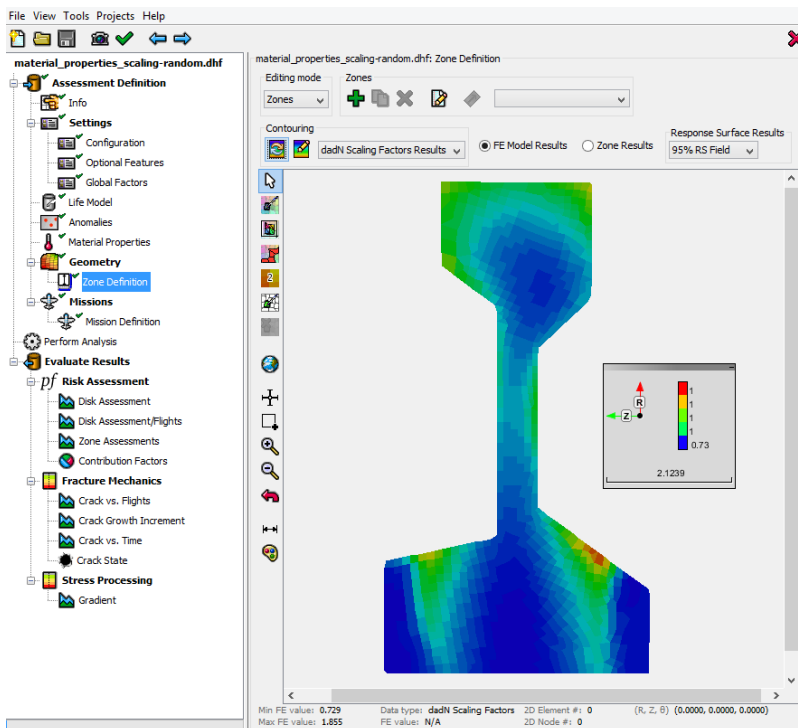 File View Tools Projects Help
material_properties_scaling-random.dhf
Assessment Definition
Info
Settings
Configuration
Optional Features
Global Factors
Life Model
Anomalies
Material Properties
Geometry
Zone Definition
Missions
Mission Definition
Perform Analysis
Evaluate Results
pf Risk Assessment
Disk Assessment
Disk Assessment/Flights
Zone Assessments
Contribution Factors
Fracture Mechanics
Crack vs. Flights
Crack Growth Increment
Crack vs. Time
Crack State
Stress Processing
Gradient
material_properties_scaling-random.dhf: Zone Definition
Editing mode
Zones
Zones
Contouring
dadN Scaling Factors Results
FE Model Results
Zone Results
Response Surface Results
95% RS Field
2
R
Z
1
1
1
1
0.73
2.1239
Min FE value: 0.729 Data type: dadN Scaling Factors 2D Element #: 0 (R, Z, θ) (0.0000, 0.0000, 0.0000)
Max FE value: 1.855 FE value: N/A 2D Node #: 0